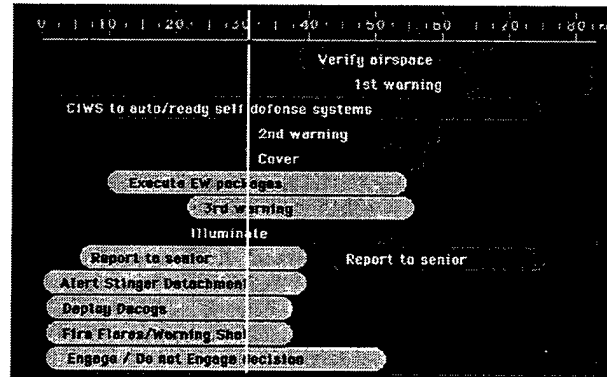 0 10 20 30 40 50 60 70 80
Verify airspace
1st warning
CIWS to auto/ready self defense systems
2nd warning
Cover
Execute EW packages
3rd warning
Illuminate
Report to senior Report to senior
Alert Stinger Detachment
Deploy Decoys
Fire Flares/Warning Shot
Engage / Do not Engage decision